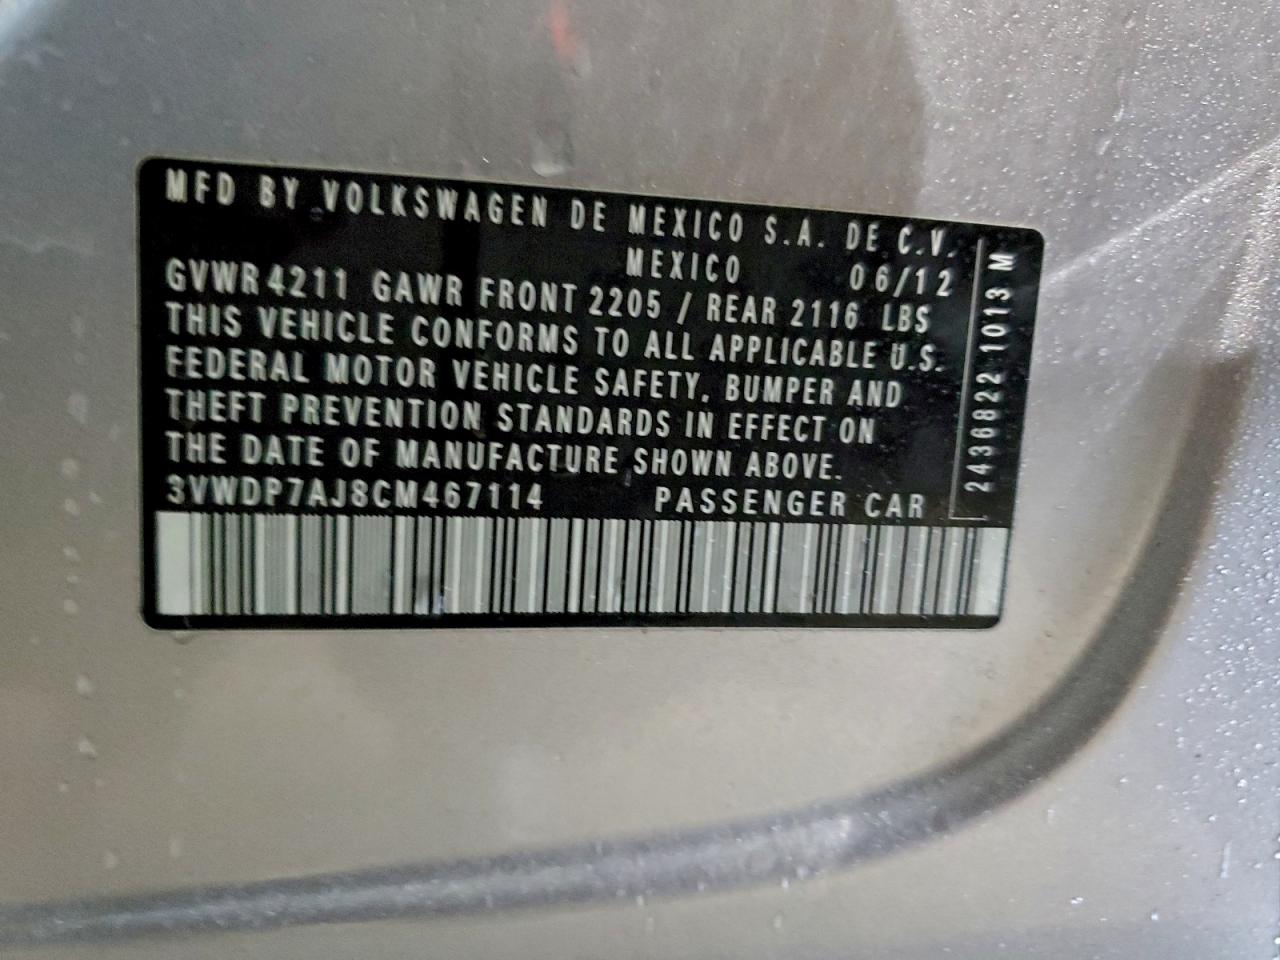 MFD BY VOLKSWAGEN DE MEXICO S.A. DE C.V.
MEXICO 06/12
GVWR 4211 GAWR FRONT 2205 / REAR 2116 LBS
THIS VEHICLE CONFORMS TO ALL APPLICABLE U.S.
FEDERAL MOTOR VEHICLE SAFETY, BUMPER AND
THEFT PREVENTION STANDARDS IN EFFECT ON
THE DATE OF MANUFACTURE SHOWN ABOVE.
3VWDP7AJ8CM467114 PASSENGER CAR
2436822 1013 M